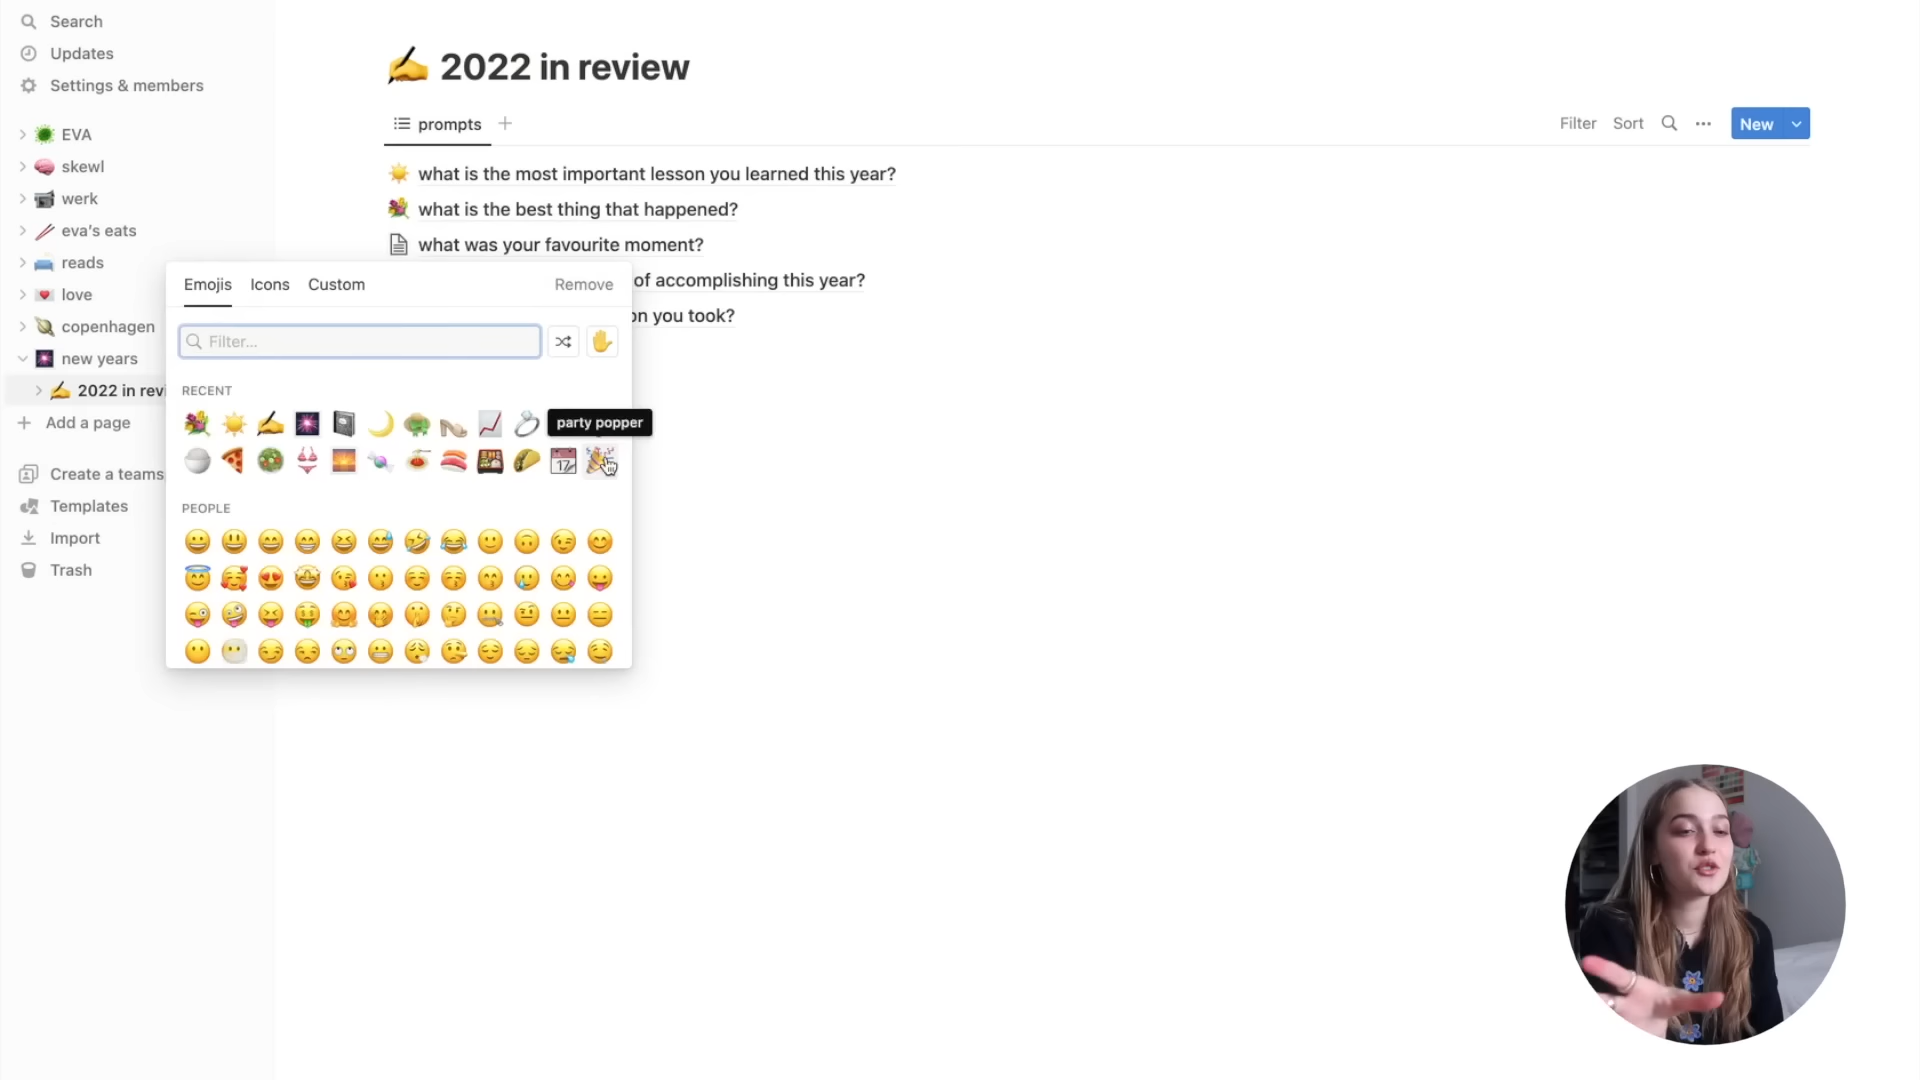 Search
Updates
Settings & members
EVA
skewl
werk
eva's eats
reads
love
copenhagen
new years
2022 in revi
Add a page
Create a teams
Templates
Import
Trash
2022 in review
prompts
Filter
Sort
New
what is the most important lesson you learned this year?
what is the best thing that happened?
what was your favourite moment?
of accomplishing this year?
on you took?
Emojis
Icons
Custom
Remove
Filter...
RECENT
party popper
17
PEOPLE